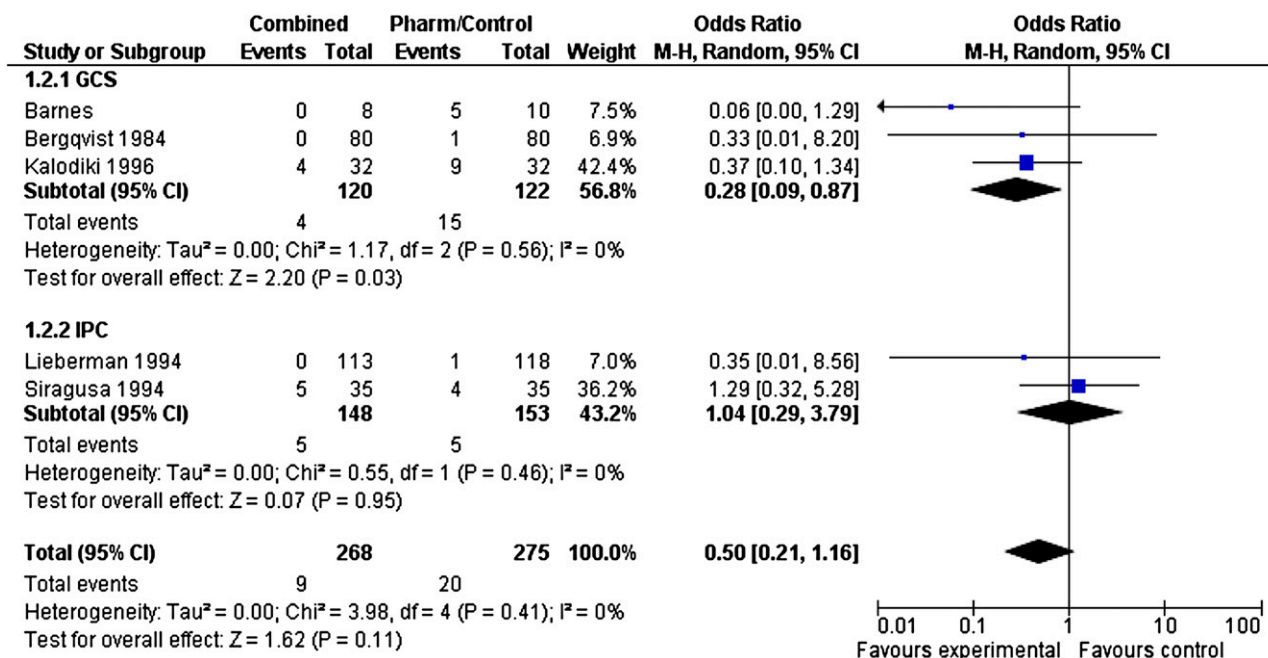 Combined Pharm/Control Odds Ratio Odds Ratio
Study or Subgroup Events Total Events Total Weight M-H, Random, 95% CI M-H, Random, 95% CI
1.2.1 GCS
Barnes 0 8 5 10 7.5% 0.06 [0.00, 1.29]
Bergqvist 1984 0 80 1 80 6.9% 0.33 [0.01, 8.20]
Kalodiki 1996 4 32 9 32 42.4% 0.37 [0.10, 1.34]
Subtotal (95% CI) 120 122 56.8% 0.28 [0.09, 0.87]
Total events 4 15
Heterogeneity: Tau² = 0.00; Chi² = 1.17, df = 2 (P = 0.56); I² = 0%
Test for overall effect: Z = 2.20 (P = 0.03)
1.2.2 IPC
Lieberman 1994 0 113 1 118 7.0% 0.35 [0.01, 8.56]
Siragusa 1994 5 35 4 35 36.2% 1.29 [0.32, 5.28]
Subtotal (95% CI) 148 153 43.2% 1.04 [0.29, 3.79]
Total events 5 5
Heterogeneity: Tau² = 0.00; Chi² = 0.55, df = 1 (P = 0.46); I² = 0%
Test for overall effect: Z = 0.07 (P = 0.95)
Total (95% CI) 268 275 100.0% 0.50 [0.21, 1.16]
Total events 9 20
Heterogeneity: Tau² = 0.00; Chi² = 3.98, df = 4 (P = 0.41); I² = 0%
Test for overall effect: Z = 1.62 (P = 0.11)
0.01 0.1 1 10 100
Favours experimental Favours control